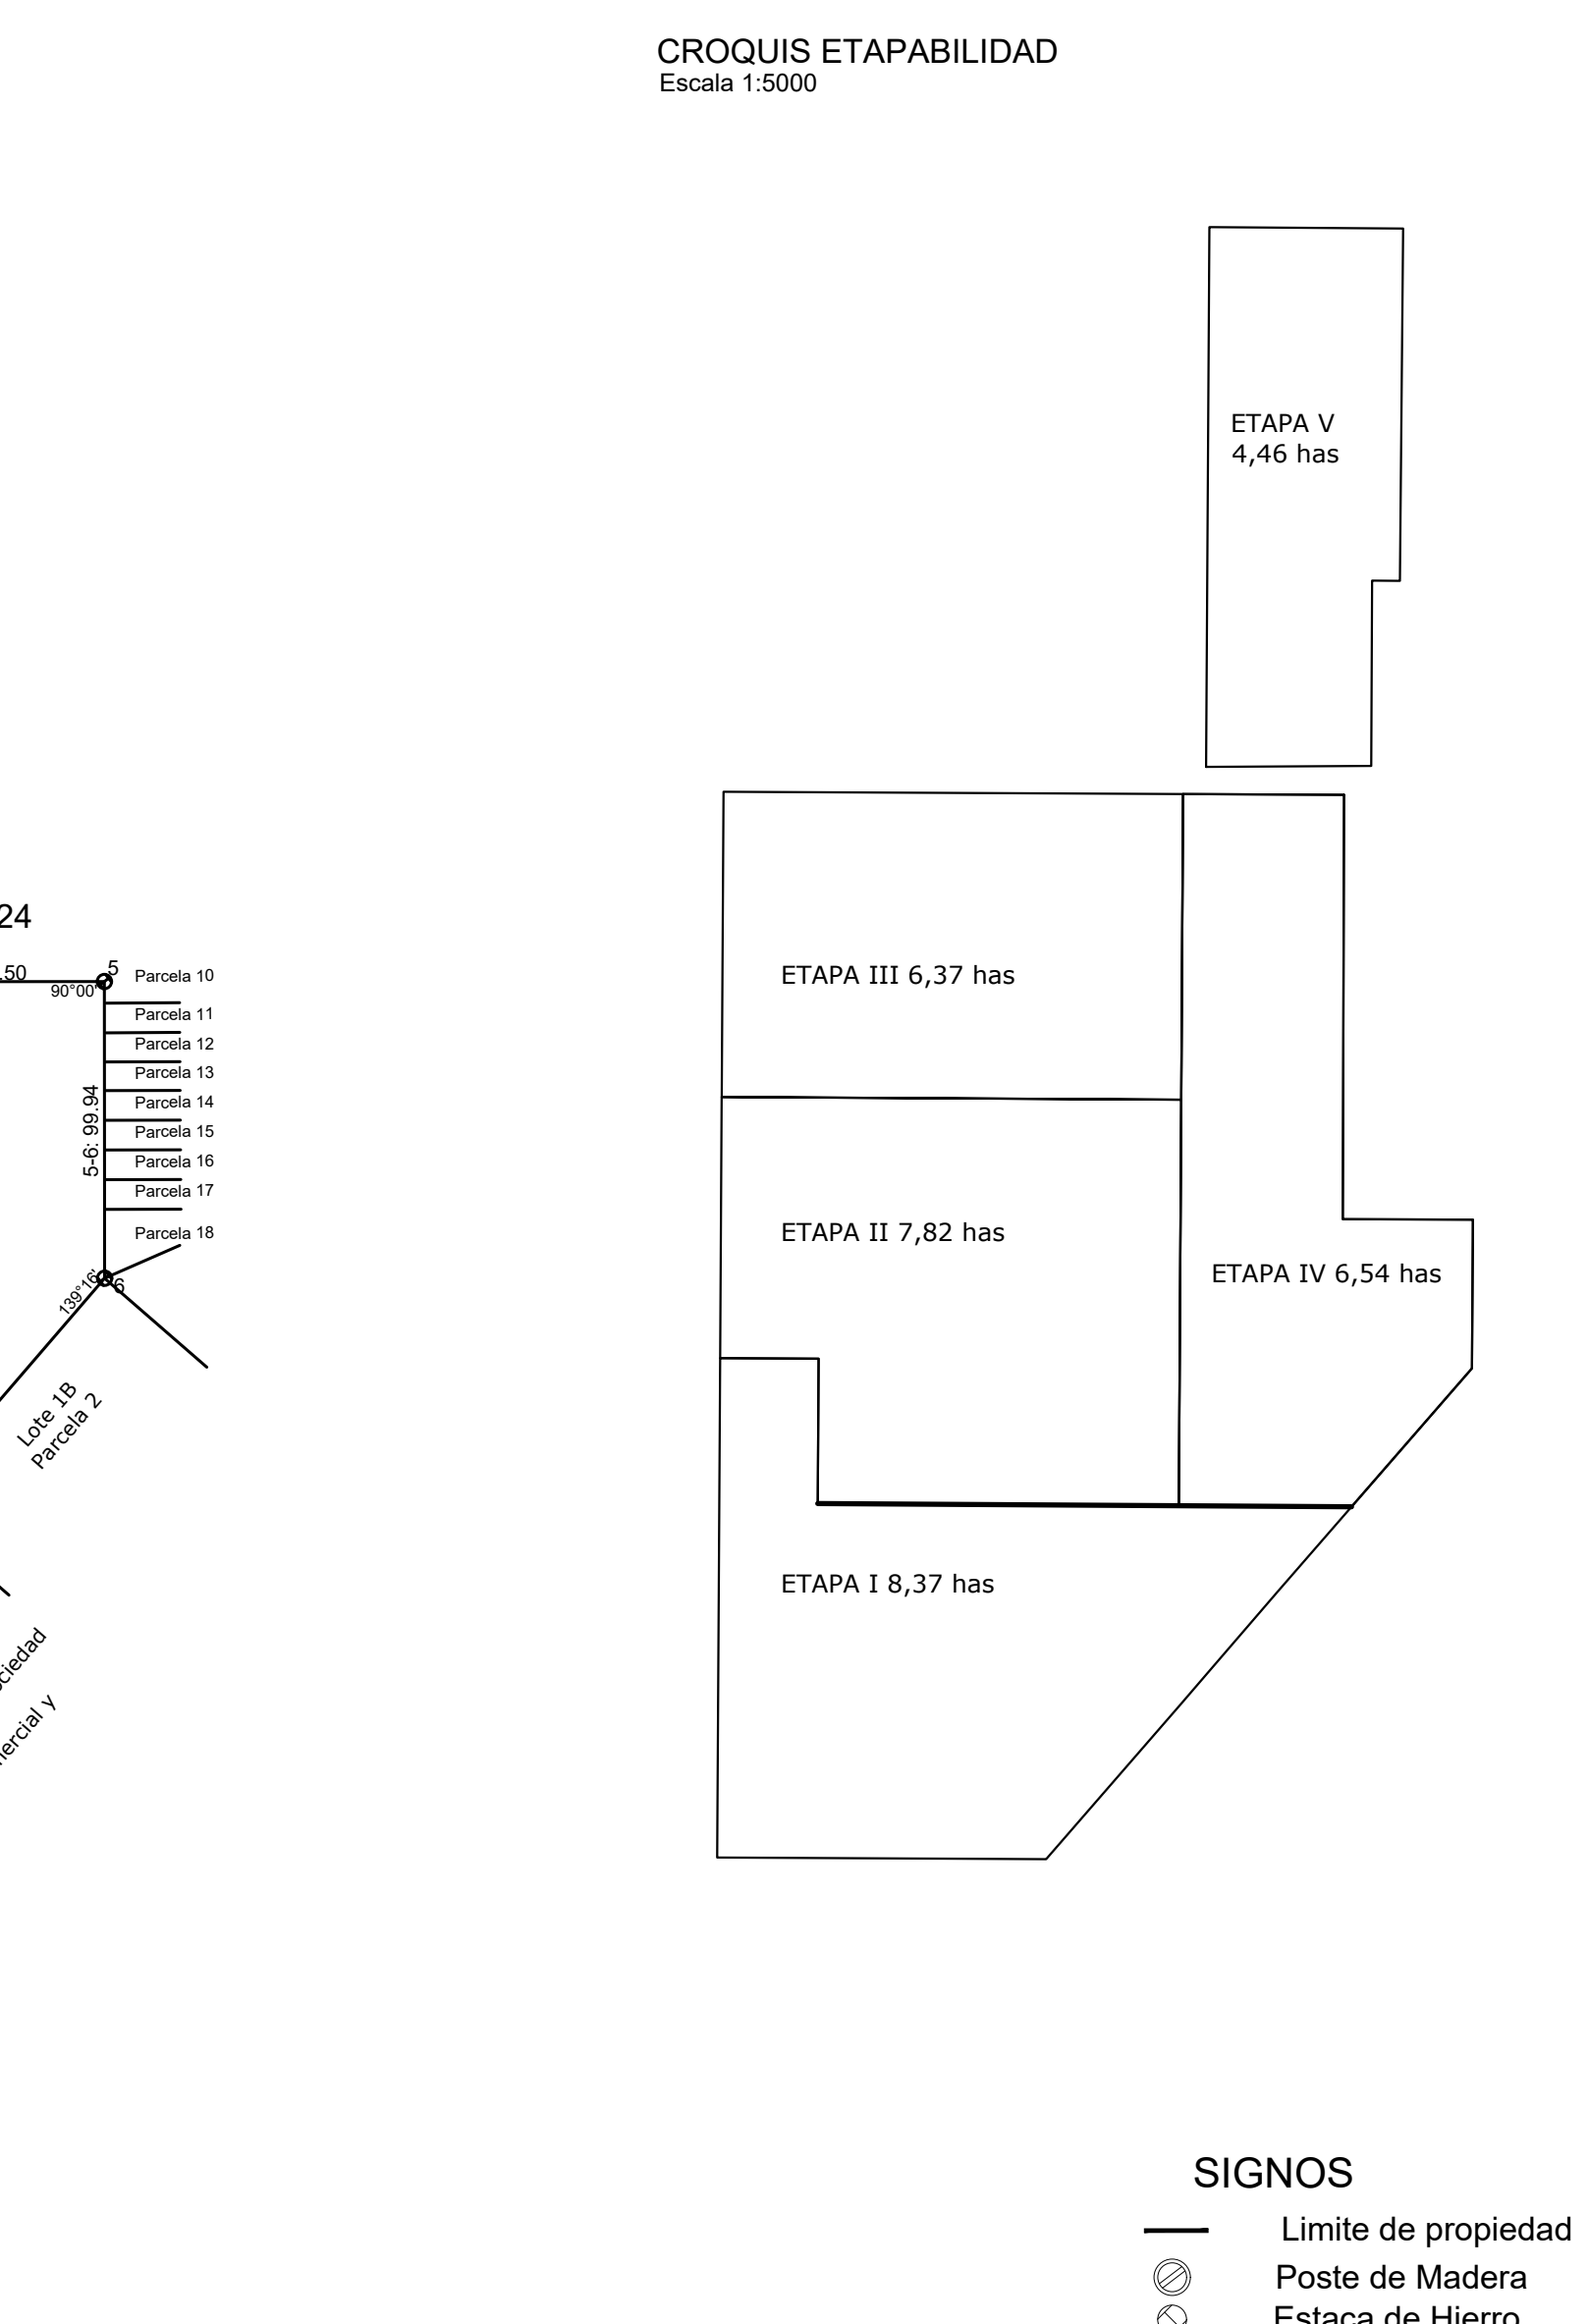 CROQUIS ETAPABILIDAD
Escala 1:5000
ETAPA V
4,46 has
24
.50
5
90°00'
Parcela 10
Parcela 11
Parcela 12
Parcela 13
Parcela 14
Parcela 15
Parcela 16
Parcela 17
Parcela 18
5-6: 99.94
139°16'
6
Lote 1B
Parcela 2
ETAPA III 6,37 has
ETAPA II 7,82 has
ETAPA IV 6,54 has
ETAPA I 8,37 has
ciedad
ercial y
SIGNOS
Limite de propiedad
Poste de Madera
Estaca de Hierro